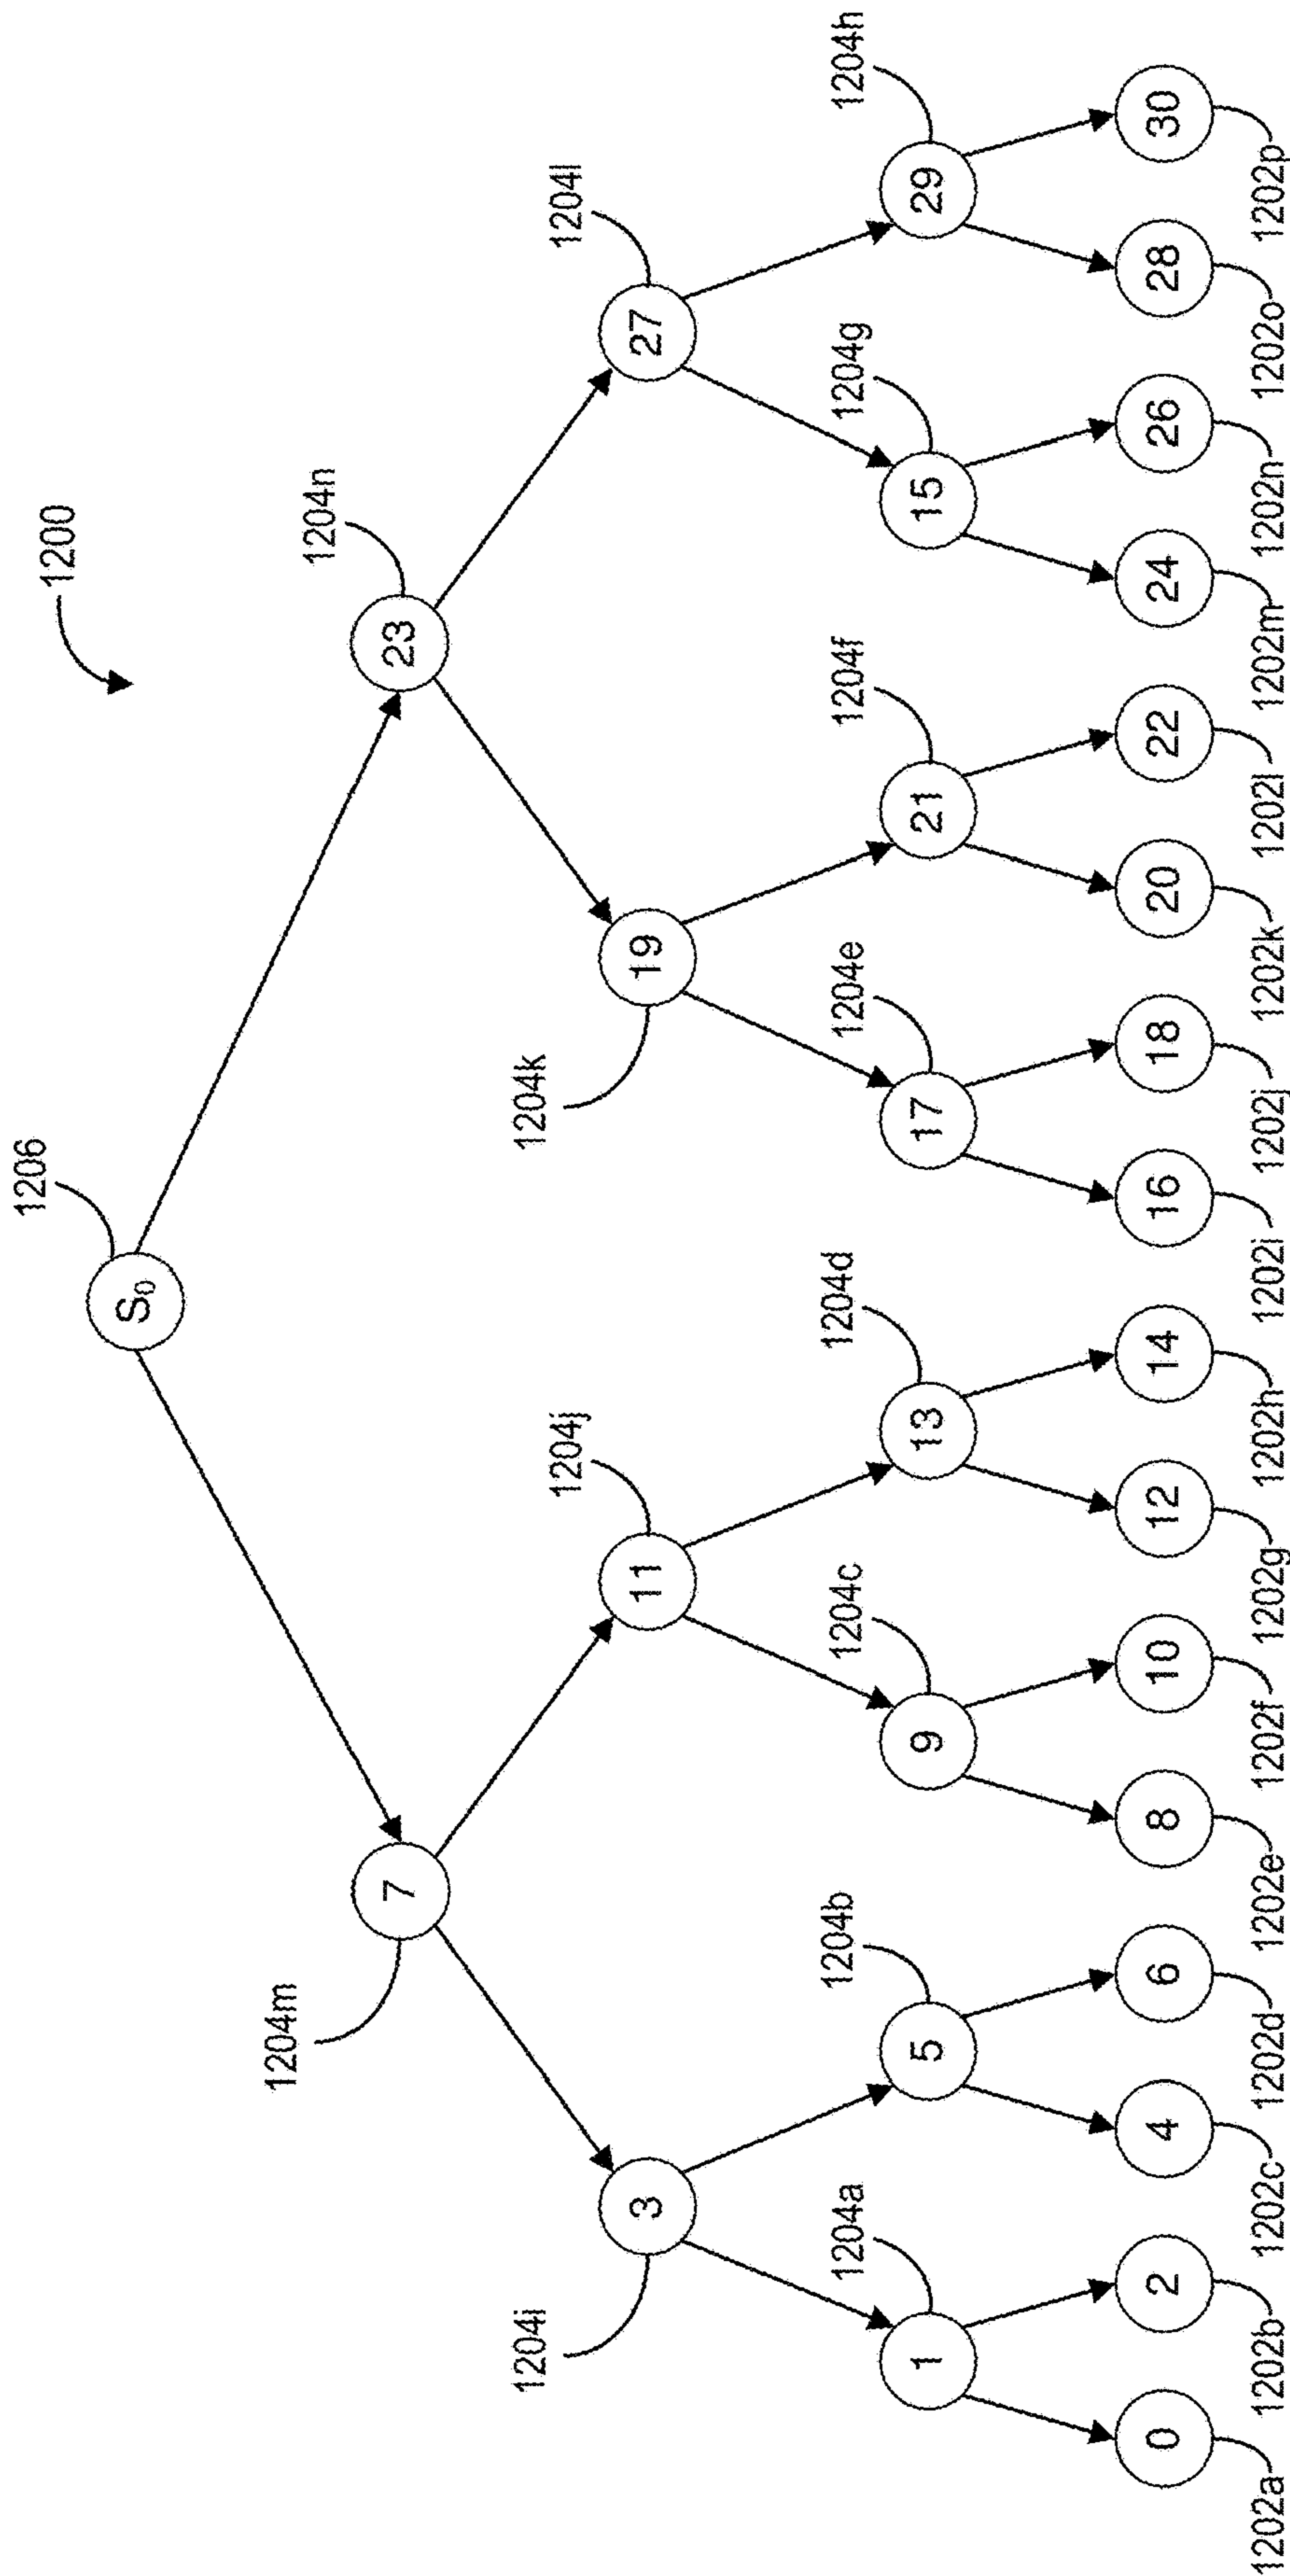 1200
1206
S₀
1204m
7
1204n
23
1204i
3
1204j
11
1204k
19
1204l
27
1204a
1
1204b
5
1204c
9
1204d
13
1204e
17
1204f
21
1204g
15
1204h
29
0
2
4
6
8
10
12
14
16
18
20
22
24
26
28
30
1202a
1202b
1202c
1202d
1202e
1202f
1202g
1202h
1202i
1202j
1202k
1202l
1202m
1202n
1202o
1202p